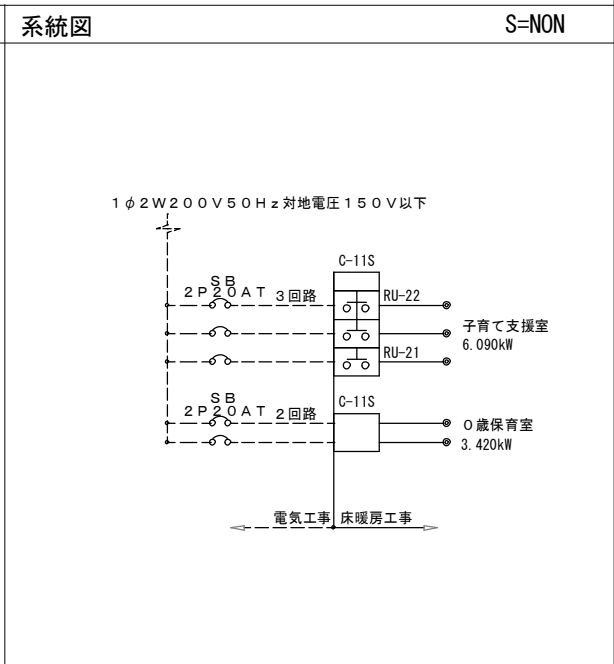 系統図 S=NON
１φ２Ｗ２００Ｖ５０Ｈｚ対地電圧１５０Ｖ以下
C-11S
ＳＢ
２Ｐ２０ＡＴ ３回路
RU-22
子育て支援室
6.090kW
RU-21
ＳＢ
２Ｐ２０ＡＴ ２回路
C-11S
０歳保育室
3.420kW
電気工事 床暖房工事